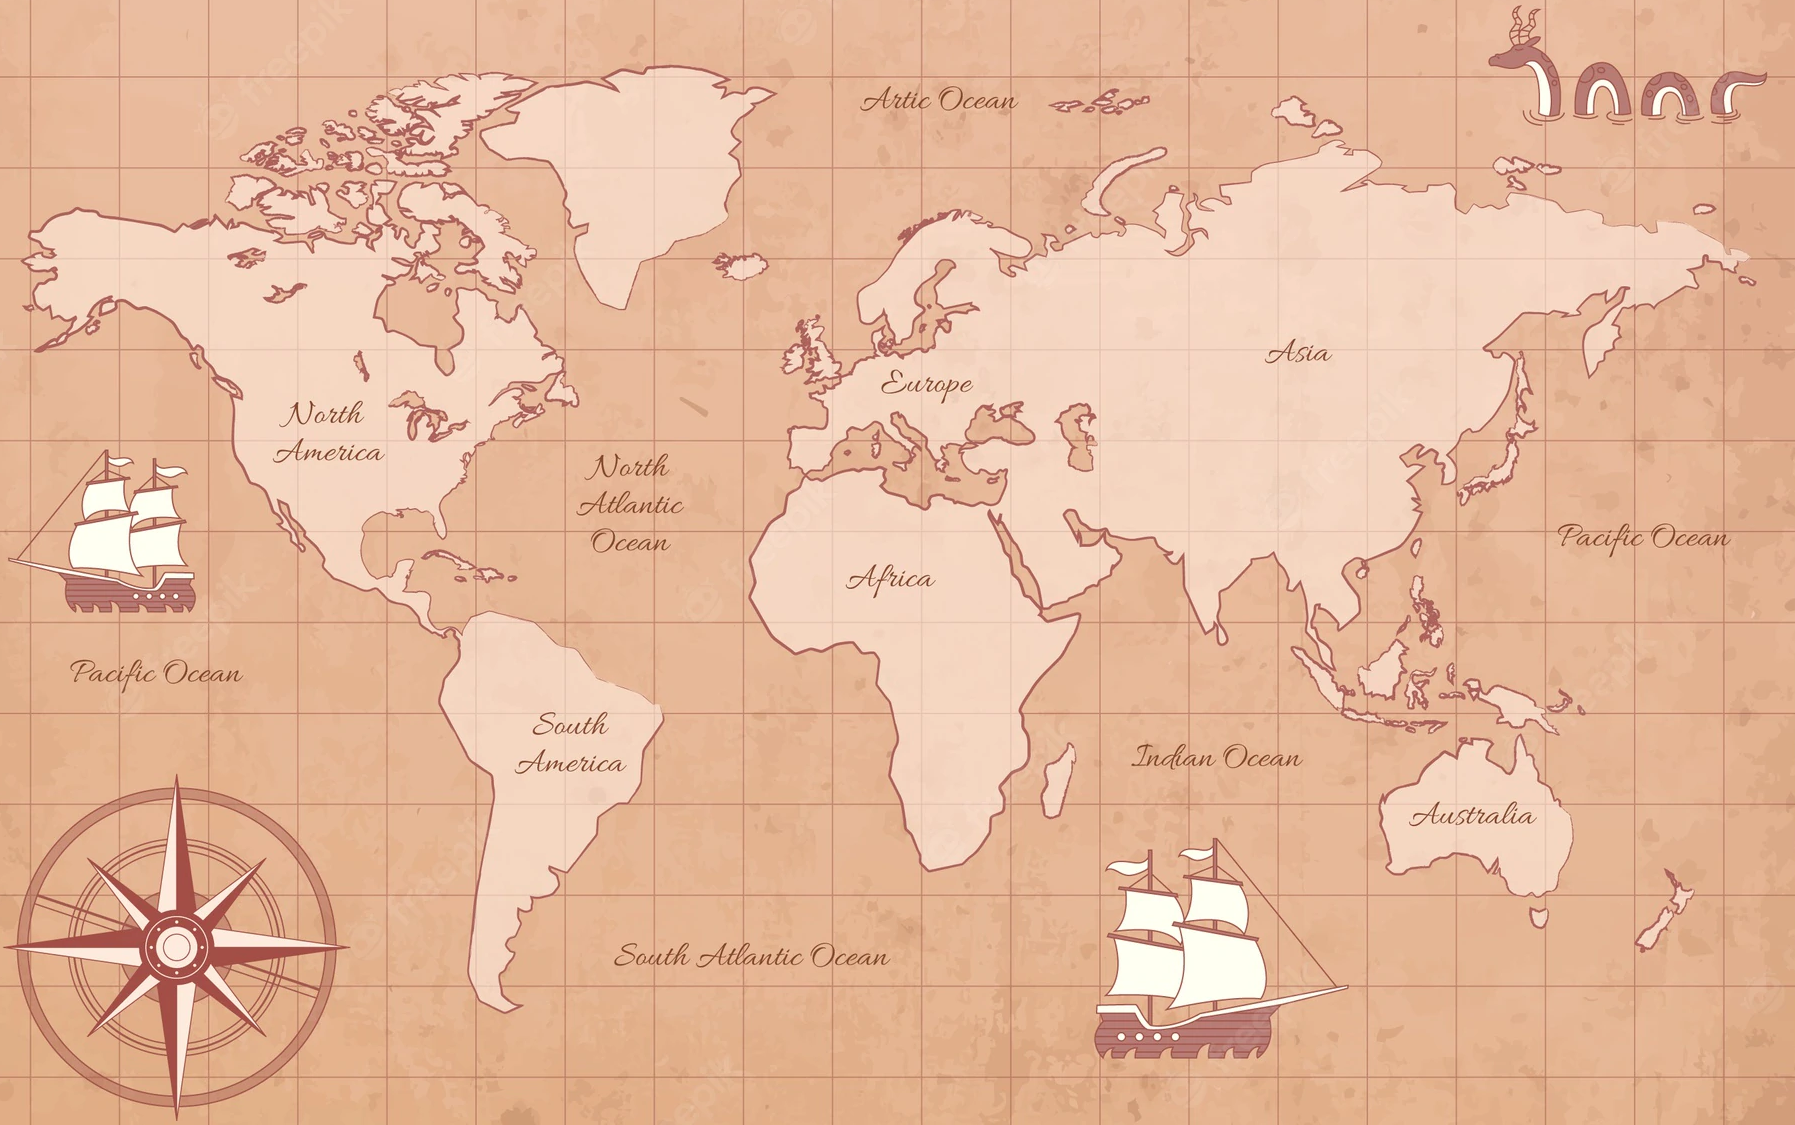 Artic Ocean
Asia
Europe
North
America
North
Atlantic
Ocean
Pacific Ocean
Africa
Pacific Ocean
South
America
Indian Ocean
Australia
South Atlantic Ocean
freepik